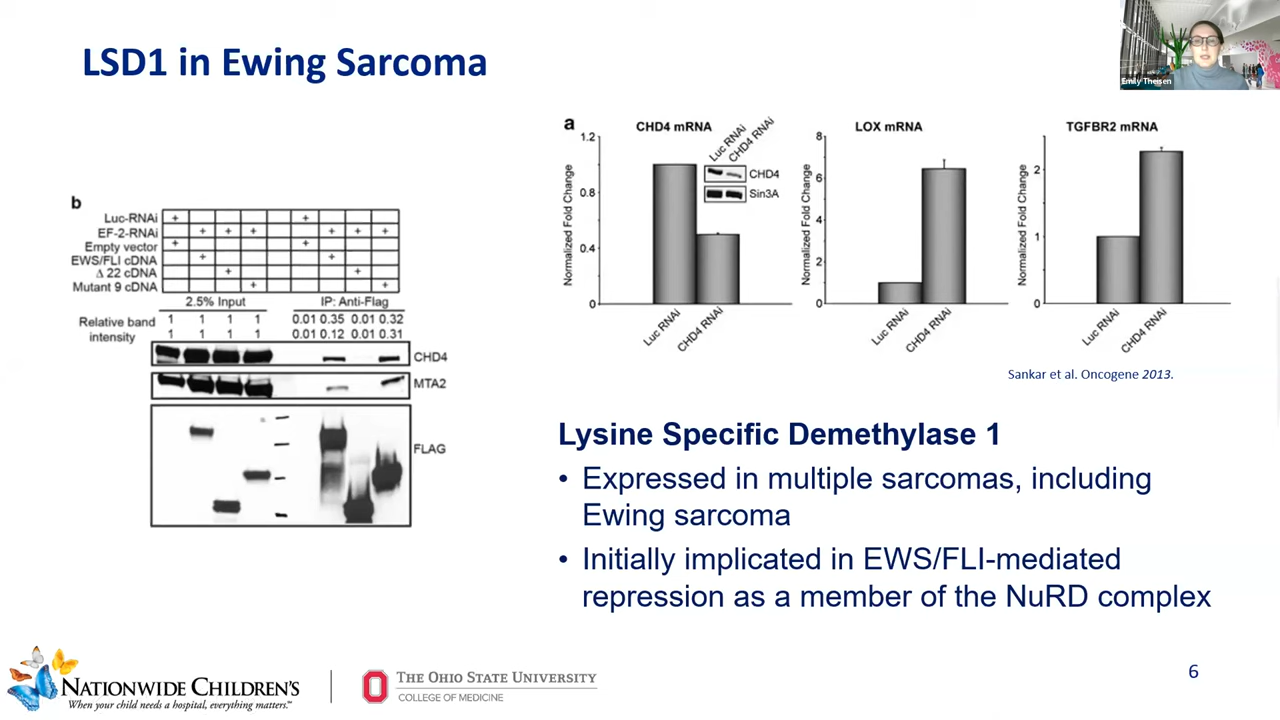 LSD1 in Ewing Sarcoma
Emily Theisen
b
Luc-RNAi + +
EF-2-RNAi + + + + + +
Empty vector + +
EWS/FLI cDNA + +
Δ 22 cDNA + +
Mutant 9 cDNA + +
2.5% Input IP: Anti-Flag
Relative band 1 1 1 1 0.01 0.35 0.01 0.32
intensity 1 1 1 1 0.01 0.12 0.01 0.31
CHD4
MTA2
FLAG
a
CHD4 mRNA
Normalized Fold Change
1.2
0.8
0.4
0
Luc RNAi
CHD4 RNAi
CHD4
Sin3A
Luc RNAi
CHD4 RNAi
LOX mRNA
Normalized Fold Change
8
6
4
2
0
Luc RNAi
CHD4 RNAi
TGFBR2 mRNA
Normalized Fold Change
2
1
0
Luc RNAi
CHD4 RNAi
Sankar et al. Oncogene 2013.
Lysine Specific Demethylase 1
• Expressed in multiple sarcomas, including
Ewing sarcoma
• Initially implicated in EWS/FLI-mediated
repression as a member of the NuRD complex
NATIONWIDE CHILDREN'S
When your child needs a hospital, everything matters.™
THE OHIO STATE UNIVERSITY
COLLEGE OF MEDICINE
6